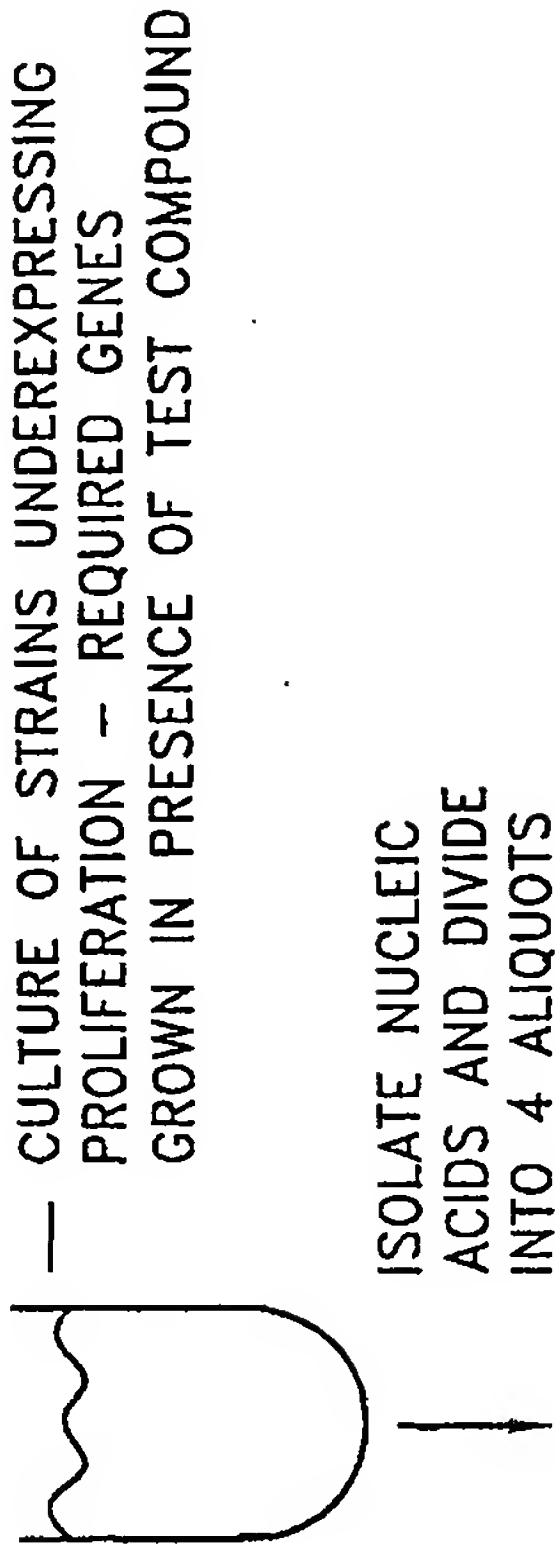 CULTURE OF STRAINS UNDEREXPRESSING
PROLIFERATION – REQUIRED GENES
GROWN IN PRESENCE OF TEST COMPOUND
ISOLATE NUCLEIC
ACIDS AND DIVIDE
INTO 4 ALIQUOTS